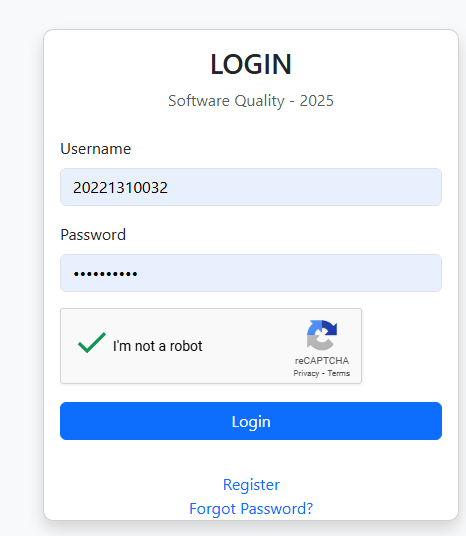 LOGIN
Software Quality - 2025
Username
20221310032
Password
••••••••••
I'm not a robot
reCAPTCHA
Privacy - Terms
Login
Register
Forgot Password?